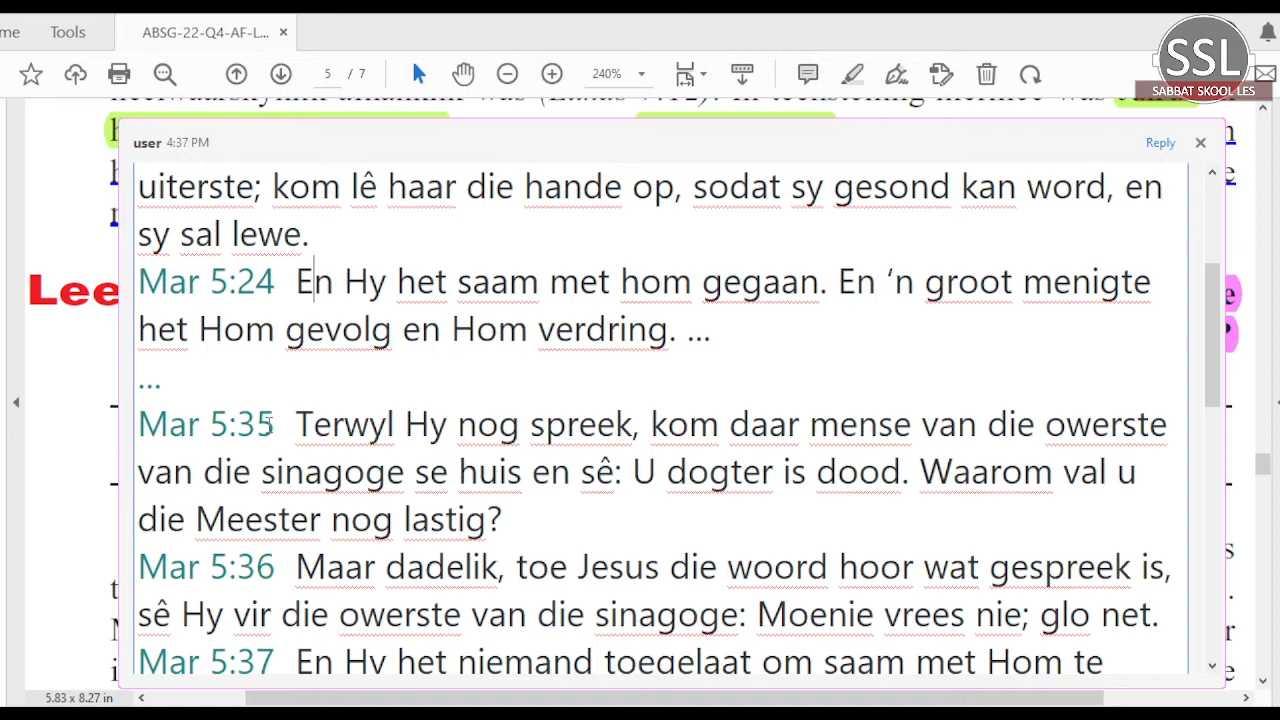 me Tools ABSG-22-Q4-AF-L... ×
SSL
SABBAT SKOOL LES
5 / 7 240%
user 4:37 PM Reply
uiterste; kom lê haar die hande op, sodat sy gesond kan word, en
sy sal lewe.
Mar 5:24 En Hy het saam met hom gegaan. En ‘n groot menigte
het Hom gevolg en Hom verdring. ...
...
Mar 5:35 Terwyl Hy nog spreek, kom daar mense van die owerste
van die sinagoge se huis en sê: U dogter is dood. Waarom val u
die Meester nog lastig?
Mar 5:36 Maar dadelik, toe Jesus die woord hoor wat gespreek is,
sê Hy vir die owerste van die sinagoge: Moenie vrees nie; glo net.
Mar 5:37 En Hy het niemand toegelaat om saam met Hom te
Lee
5.83 x 8.27 in